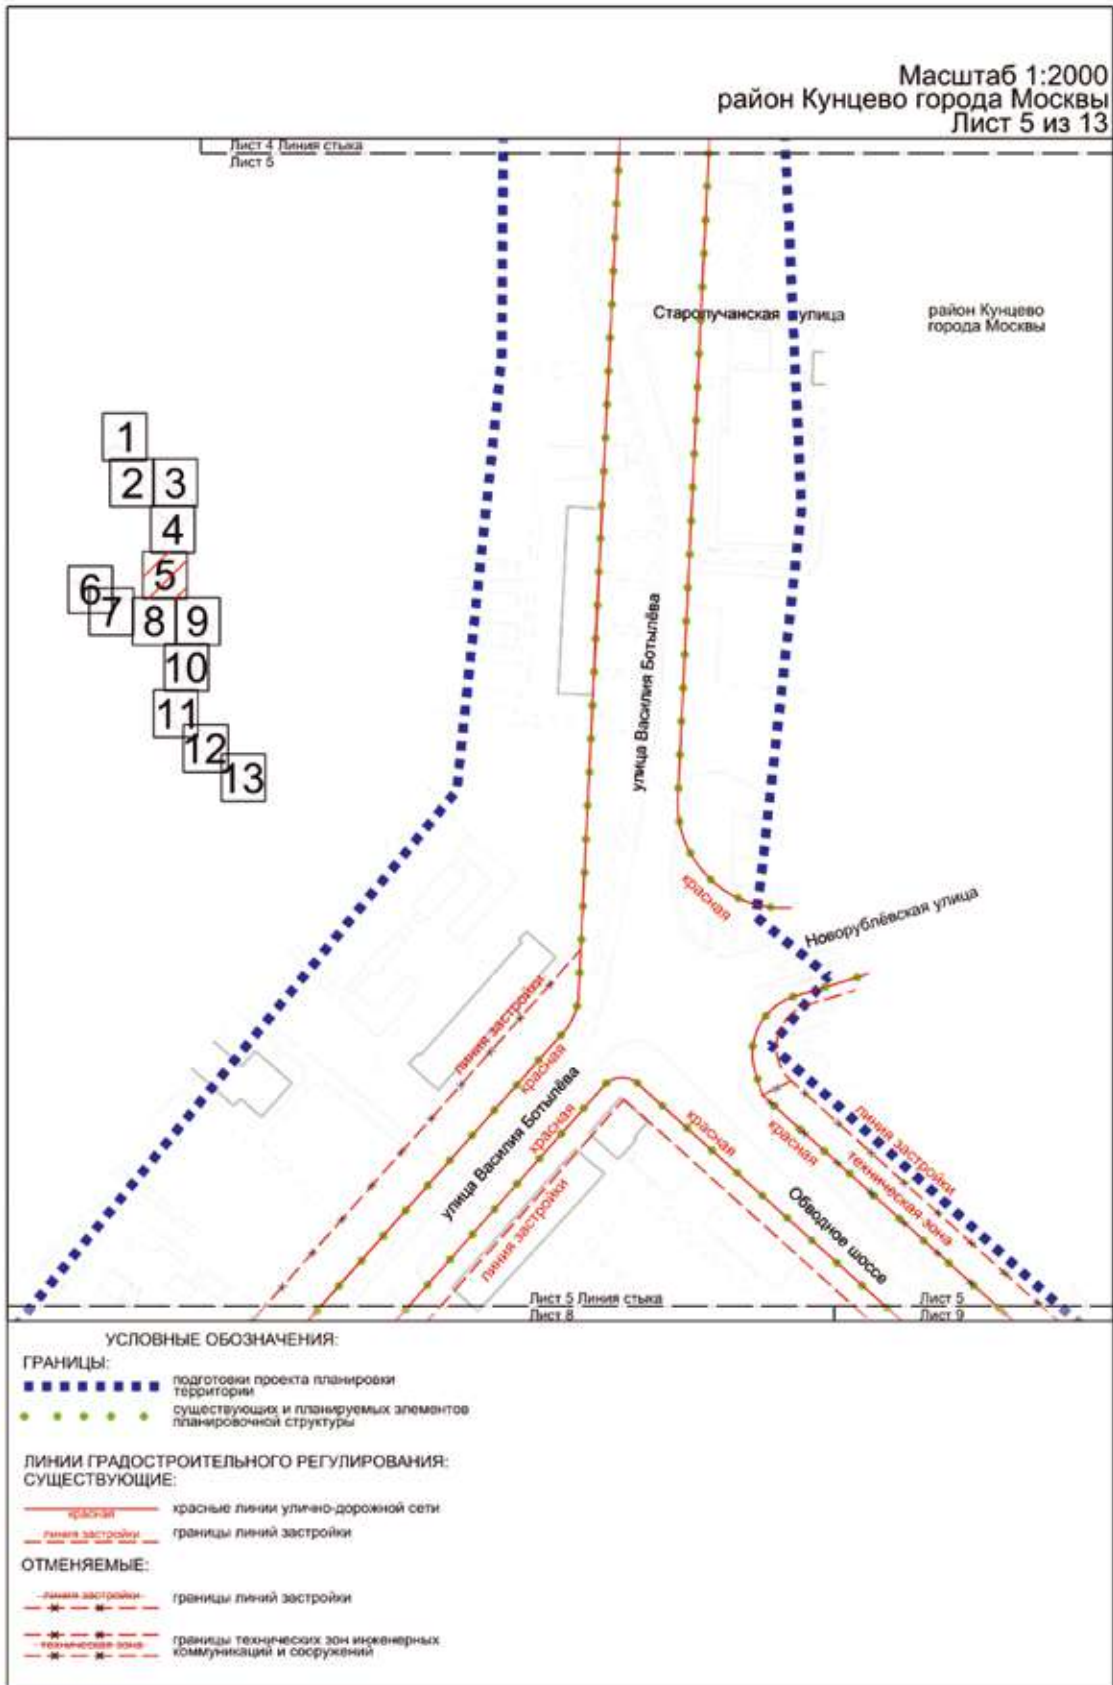 Масштаб 1:2000
район Кунцево города Москвы
Лист 5 из 13
Лист 4 Линия стыка
Лист 5
Старолучанская улица
район Кунцево
города Москвы
1
2 3
4
5
6
7 8 9
10
11
12
13
улица Василия Ботылёва
красная
Новорублёвская улица
линия застройки
красная
улица Василия Ботылёва
красная
линия застройки
красная
Обводное шоссе
красная
техническая зона
линия застройки
Лист 5 Линия стыка
Лист 8
Лист 5
Лист 9
УСЛОВНЫЕ ОБОЗНАЧЕНИЯ:
ГРАНИЦЫ:
подготовки проекта планировки
территории
существующих и планируемых элементов
планировочной структуры
ЛИНИИ ГРАДОСТРОИТЕЛЬНОГО РЕГУЛИРОВАНИЯ:
СУЩЕСТВУЮЩИЕ:
красная
красные линии улично-дорожной сети
линия застройки
границы линий застройки
ОТМЕНЯЕМЫЕ:
линия застройки
границы линий застройки
техническая зона
границы технических зон инженерных
коммуникаций и сооружений